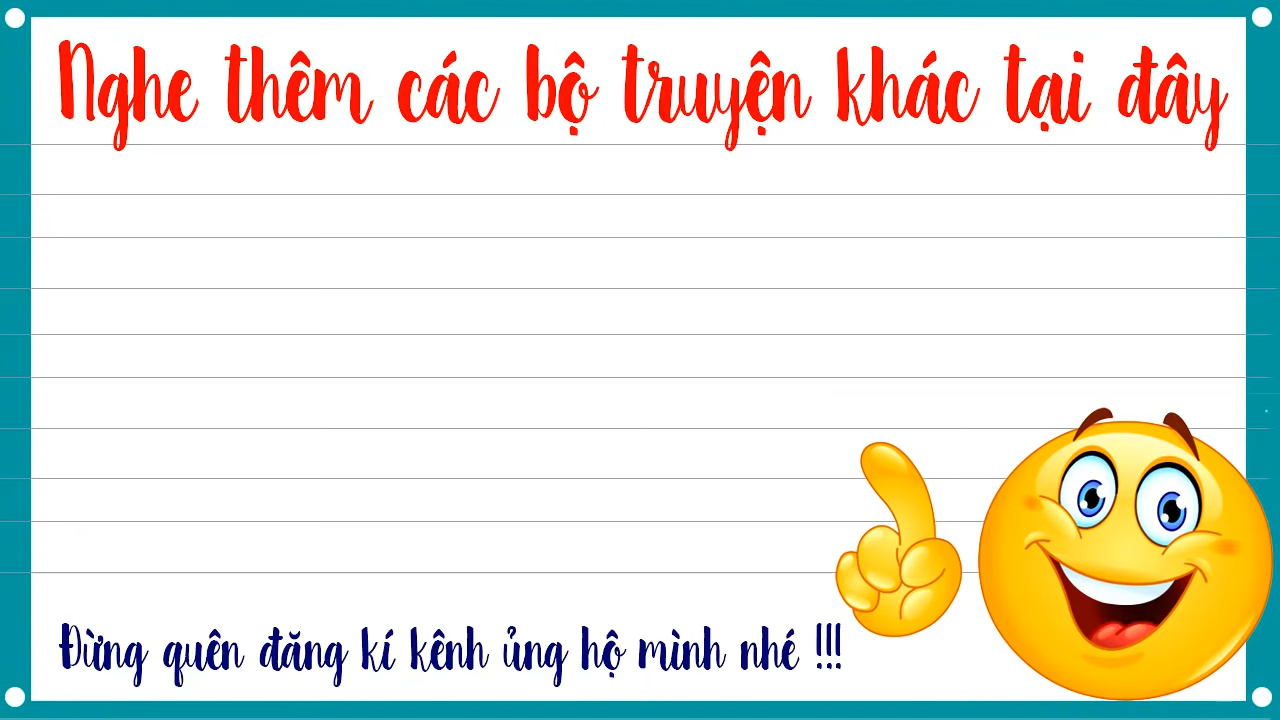 Nghe thêm các bộ truyện khác tại đây
Đừng quên đăng kí kênh ủng hộ mình nhé !!!